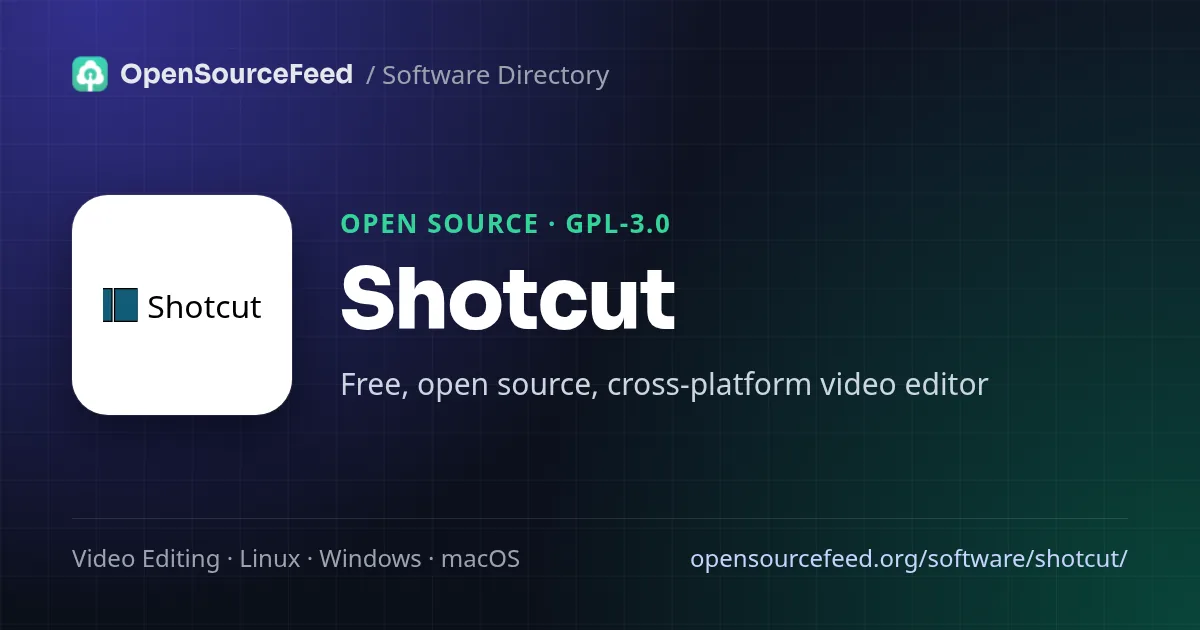 OpenSourceFeed / Software Directory
Shotcut
OPEN SOURCE · GPL-3.0
Shotcut
Free, open source, cross-platform video editor
Video Editing · Linux · Windows · macOS
opensourcefeed.org/software/shotcut/